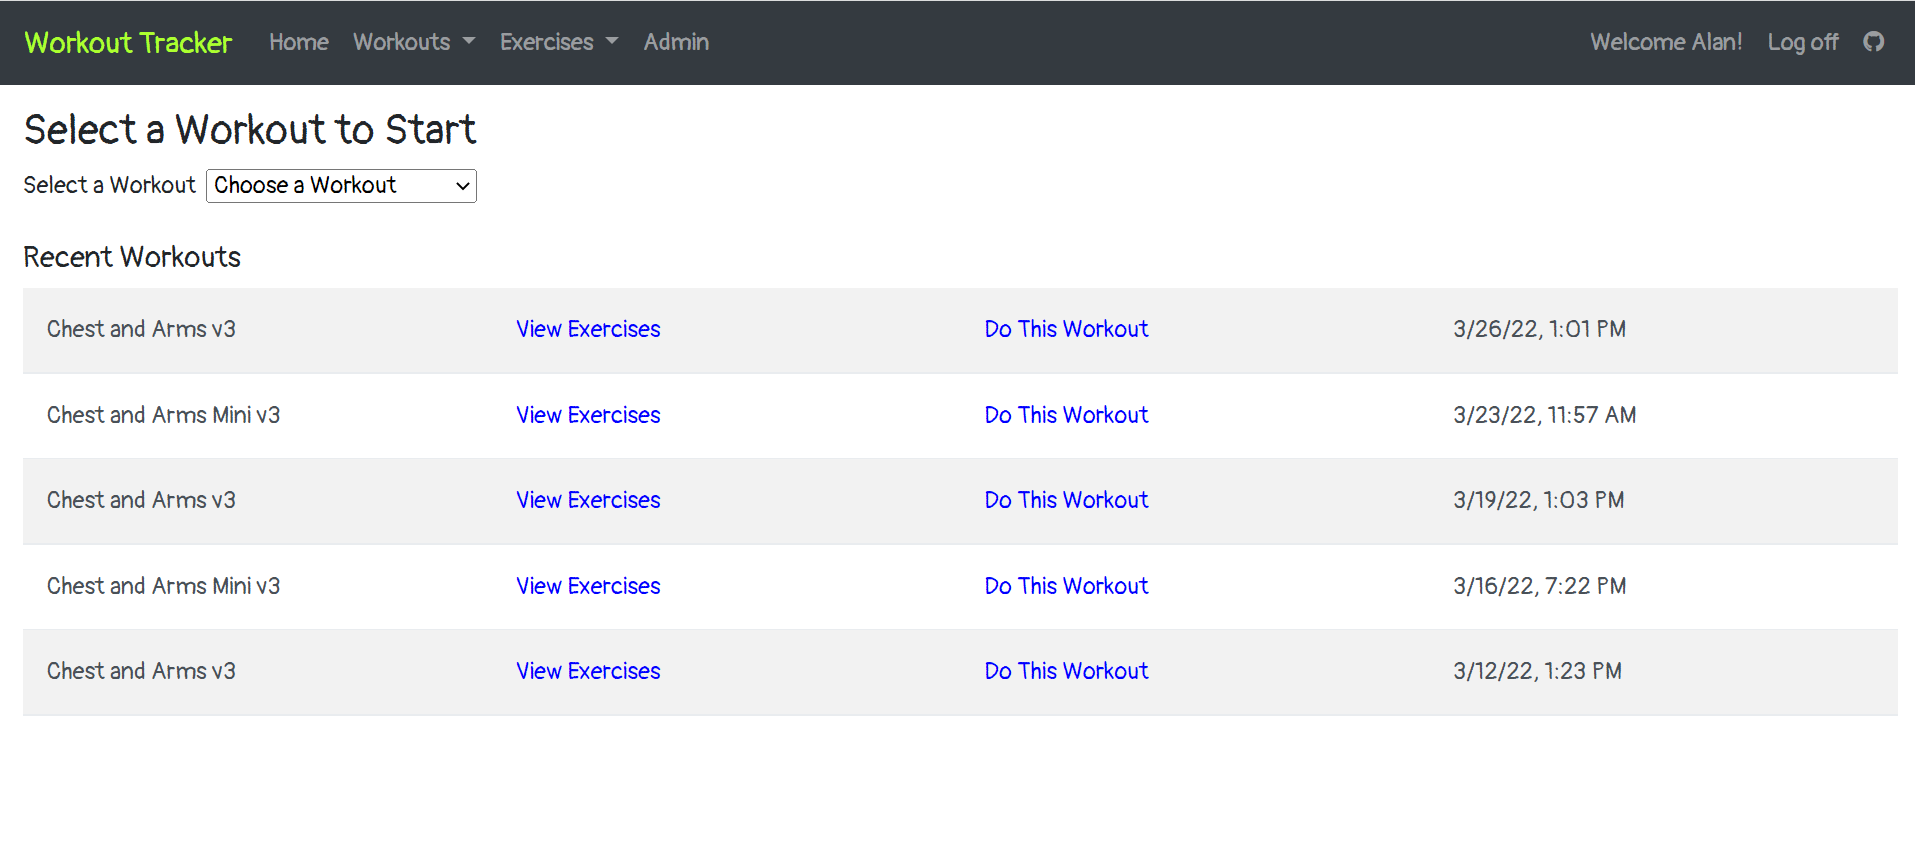 Workout Tracker Home Workouts Exercises Admin Welcome Alan! Log off
Select a Workout to Start
Select a Workout Choose a Workout
Recent Workouts
Chest and Arms v3 View Exercises Do This Workout 3/26/22, 1:01 PM
Chest and Arms Mini v3 View Exercises Do This Workout 3/23/22, 11:57 AM
Chest and Arms v3 View Exercises Do This Workout 3/19/22, 1:03 PM
Chest and Arms Mini v3 View Exercises Do This Workout 3/16/22, 7:22 PM
Chest and Arms v3 View Exercises Do This Workout 3/12/22, 1:23 PM